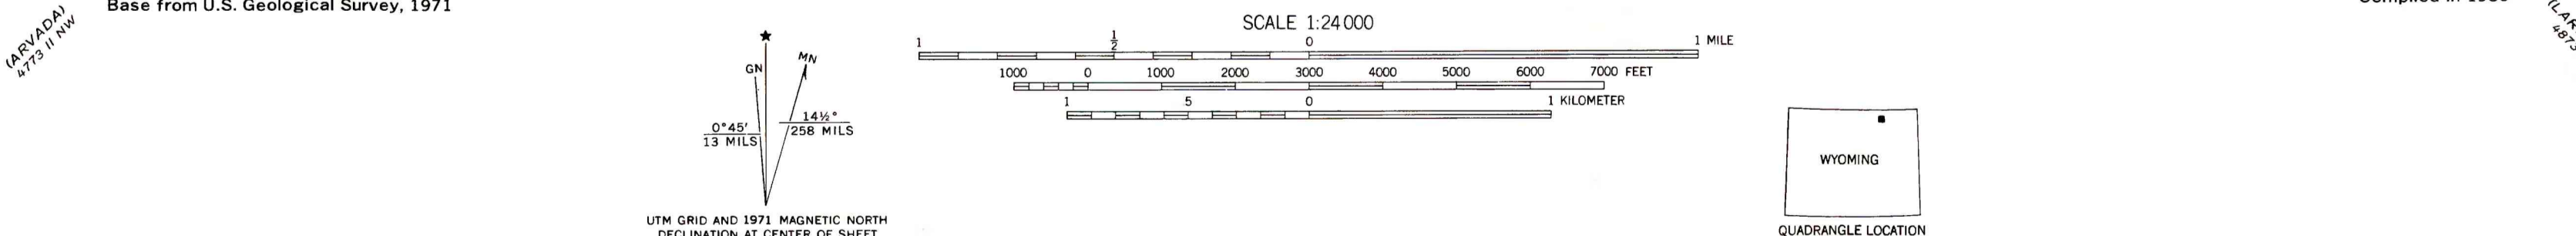 Base from U.S. Geological Survey, 1971
(ARVADA)
4773 II NW
SCALE 1:24 000
1 ½ 0 1 MILE
1000 0 1000 2000 3000 4000 5000 6000 7000 FEET
1 .5 0 1 KILOMETER
★
GN
MN
0°45′
13 MILS
14½°
258 MILS
UTM GRID AND 1971 MAGNETIC NORTH
DECLINATION AT CENTER OF SHEET
WYOMING
QUADRANGLE LOCATION